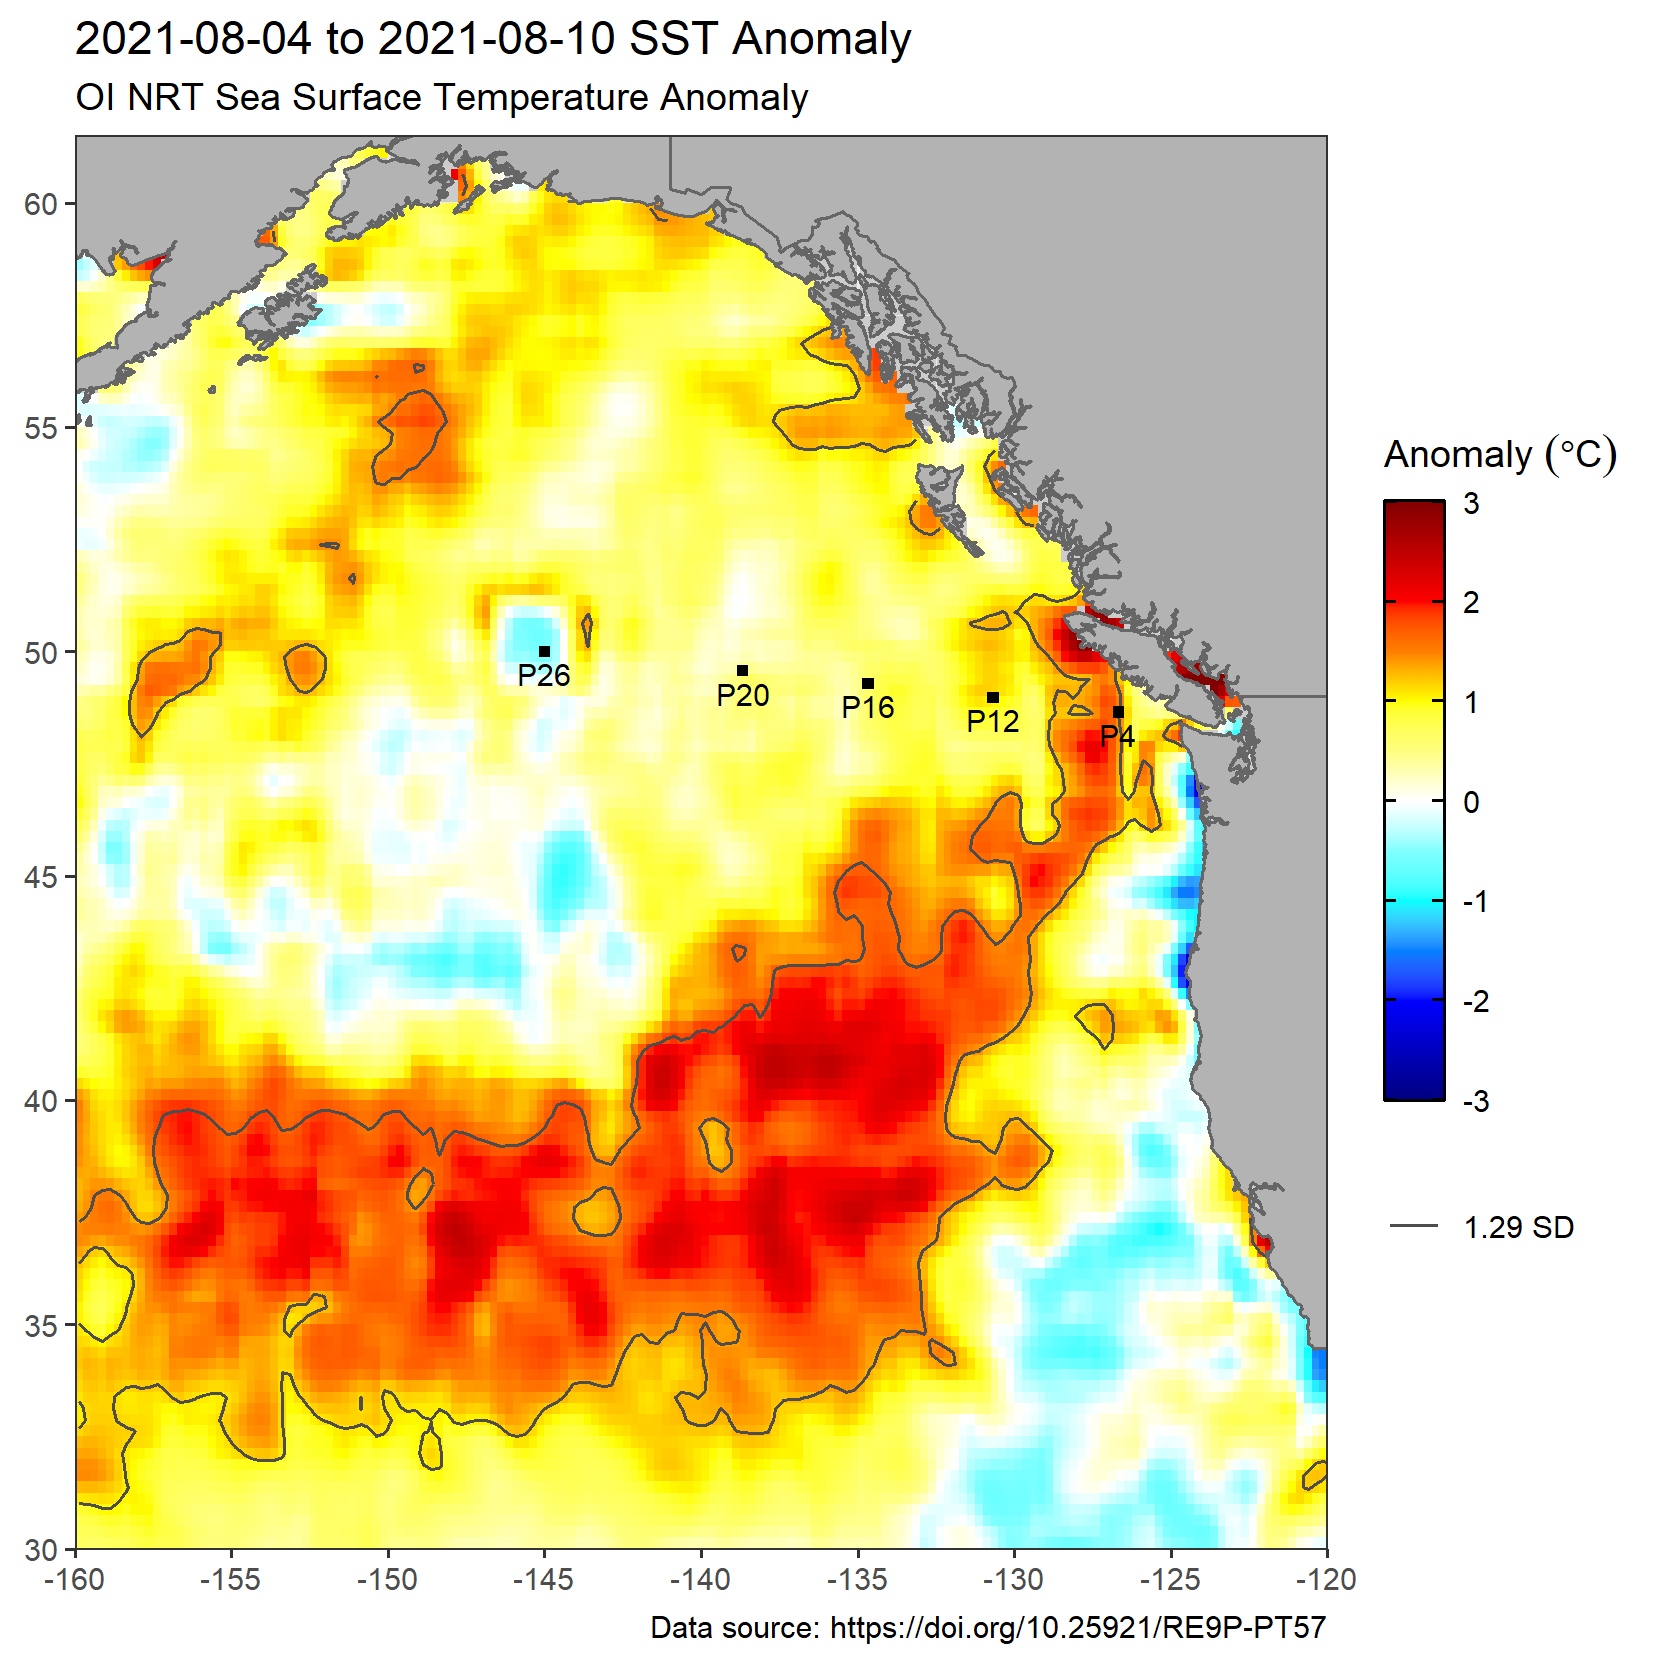 2021-08-04 to 2021-08-10 SST Anomaly
OI NRT Sea Surface Temperature Anomaly
60
55
50
45
40
35
30
-160
-155
-150
-145
-140
-135
-130
-125
-120
P26
P20
P16
P12
P4
Anomaly (°C)
3
2
1
0
-1
-2
-3
1.29 SD
Data source: https://doi.org/10.25921/RE9P-PT57